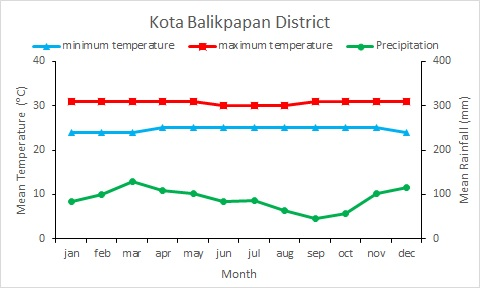 Kota Balikpapan District
minimum temperature maximum temperature Precipitation
Mean Temperature (°C)
40
30
20
10
0
400
300
200
100
0
Mean Rainfall (mm)
jan feb mar apr may jun jul aug sep oct nov dec
Month